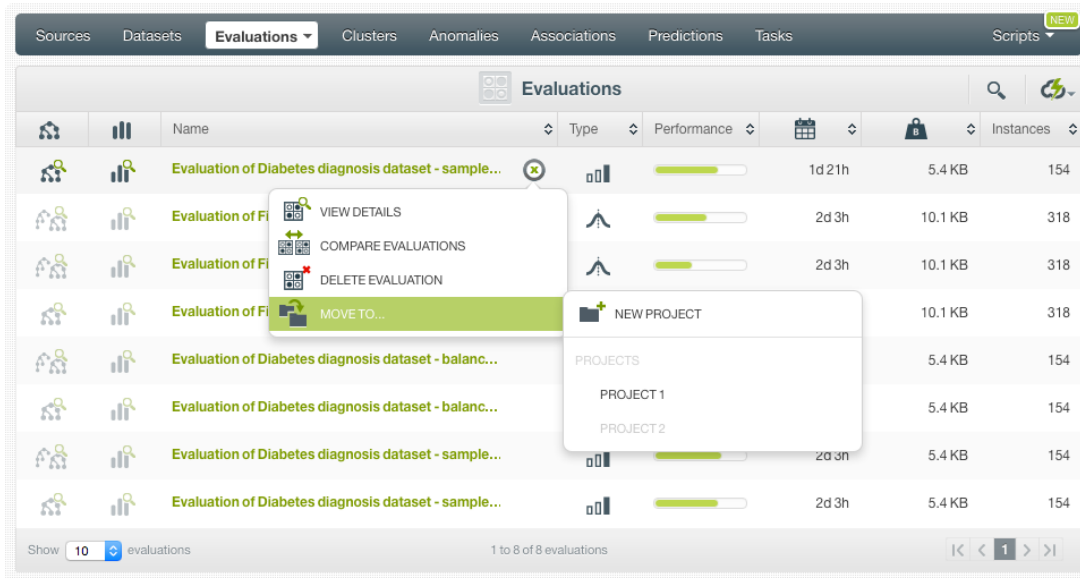 NEW
Sources Datasets Evaluations Clusters Anomalies Associations Predictions Tasks Scripts
Evaluations
Name Type Performance B Instances
Evaluation of Diabetes diagnosis dataset - sample... 1d 21h 5.4 KB 154
VIEW DETAILS
Evaluation of Fi 2d 3h 10.1 KB 318
COMPARE EVALUATIONS
Evaluation of Fi 2d 3h 10.1 KB 318
DELETE EVALUATION
Evaluation of Fi MOVE TO... NEW PROJECT 10.1 KB 318
PROJECTS
Evaluation of Diabetes diagnosis dataset - balanc... 5.4 KB 154
PROJECT 1
Evaluation of Diabetes diagnosis dataset - balanc... 5.4 KB 154
PROJECT 2
Evaluation of Diabetes diagnosis dataset - sample... 2d 3h 5.4 KB 154
Evaluation of Diabetes diagnosis dataset - sample... 2d 3h 5.4 KB 154
Show 10 evaluations 1 to 8 of 8 evaluations 1